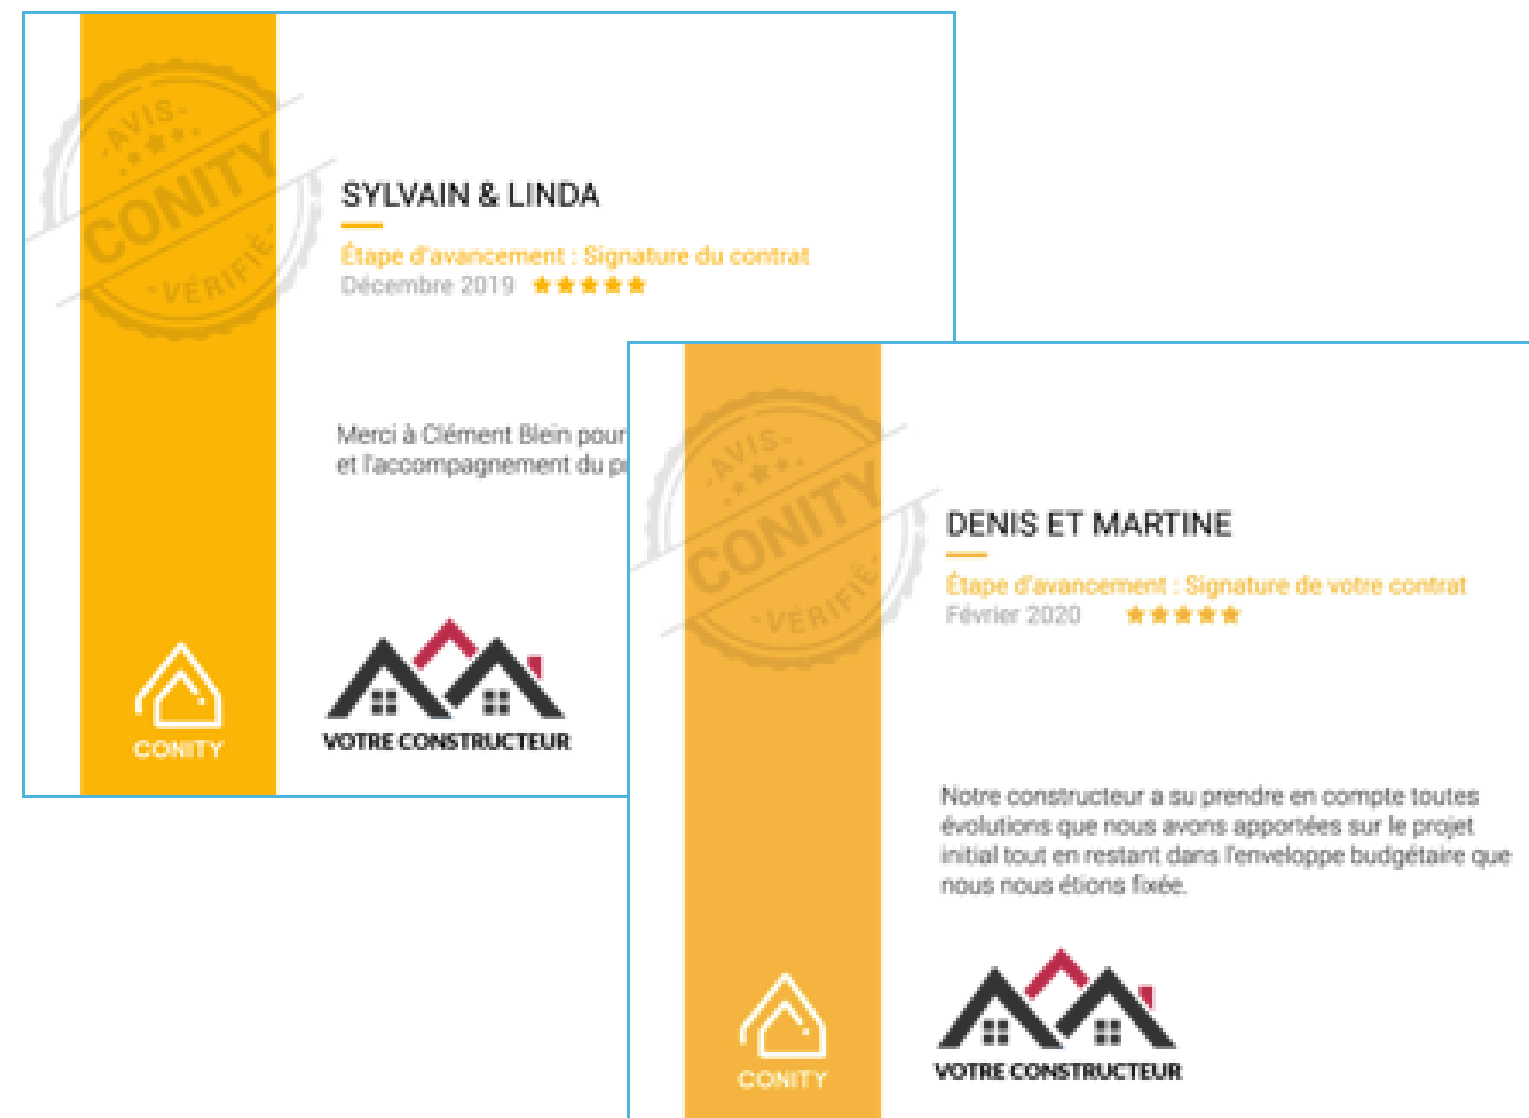 -AVIS-
CONITY
-VÉRIFIÉ-
SYLVAIN & LINDA
Étape d'avancement : Signature du contrat
Décembre 2019
Merci à Clément Blein pour
et l'accompagnement du
CONITY
VOTRE CONSTRUCTEUR
-AVIS-
CONITY
-VÉRIFIÉ-
DENIS ET MARTINE
Étape d'avancement : Signature de votre contrat
Février 2020
Notre constructeur a su prendre en compte toutes
évolutions que nous avons apportées sur le projet
initial tout en restant dans l'enveloppe budgétaire que
nous nous étions fixée.
CONITY
VOTRE CONSTRUCTEUR